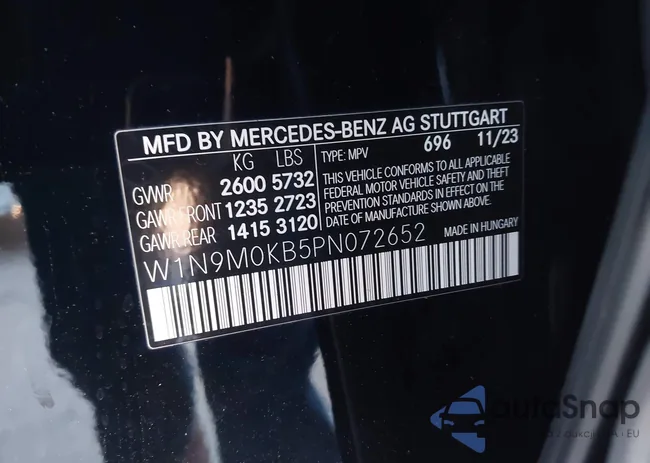 MFD BY MERCEDES-BENZ AG STUTTGART
KG LBS
GVWR 2600 5732
GAWR FRONT 1235 2723
GAWR REAR 1415 3120
TYPE: MPV 696 11/23
THIS VEHICLE CONFORMS TO ALL APPLICABLE
FEDERAL MOTOR VEHICLE SAFETY AND THEFT
PREVENTION STANDARDS IN EFFECT ON THE
DATE OF MANUFACTURE SHOWN ABOVE.
MADE IN HUNGARY
W1N9M0KB5PN072652
autoSnap
EU